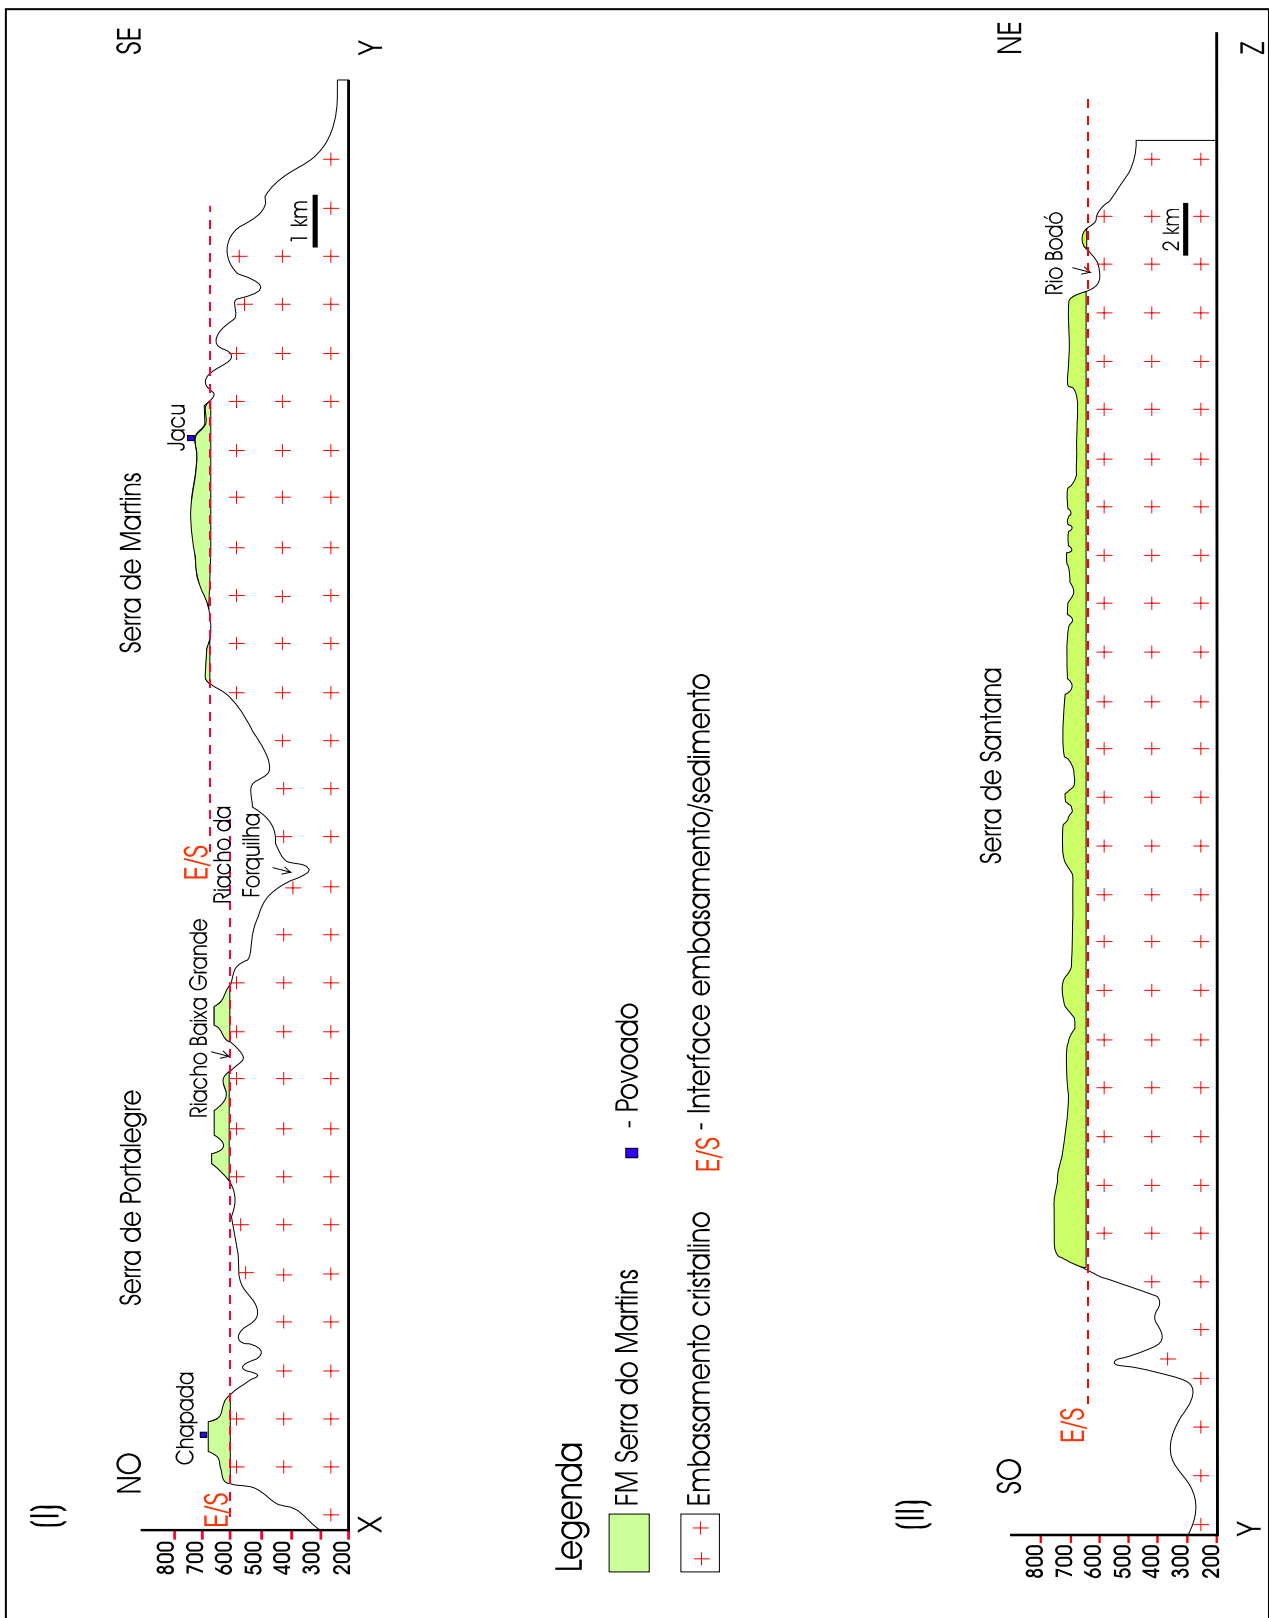 (I)
NO
SE
Serra de Portalegre
Serra de Martins
Chapada
Riacho Baixa Grande
Riacho da
Forquilha
Jacu
E/S
E/S
800
700
600
500
400
300
200
1 km
X
Y
Legenda
FM Serra do Martins
- Povoado
Embasamento cristalino
E/S - Interface embasamento/sedimento
(II)
SO
NE
Serra de Santana
Rio Bodó
E/S
800
700
600
500
400
300
200
2 km
Y
Z